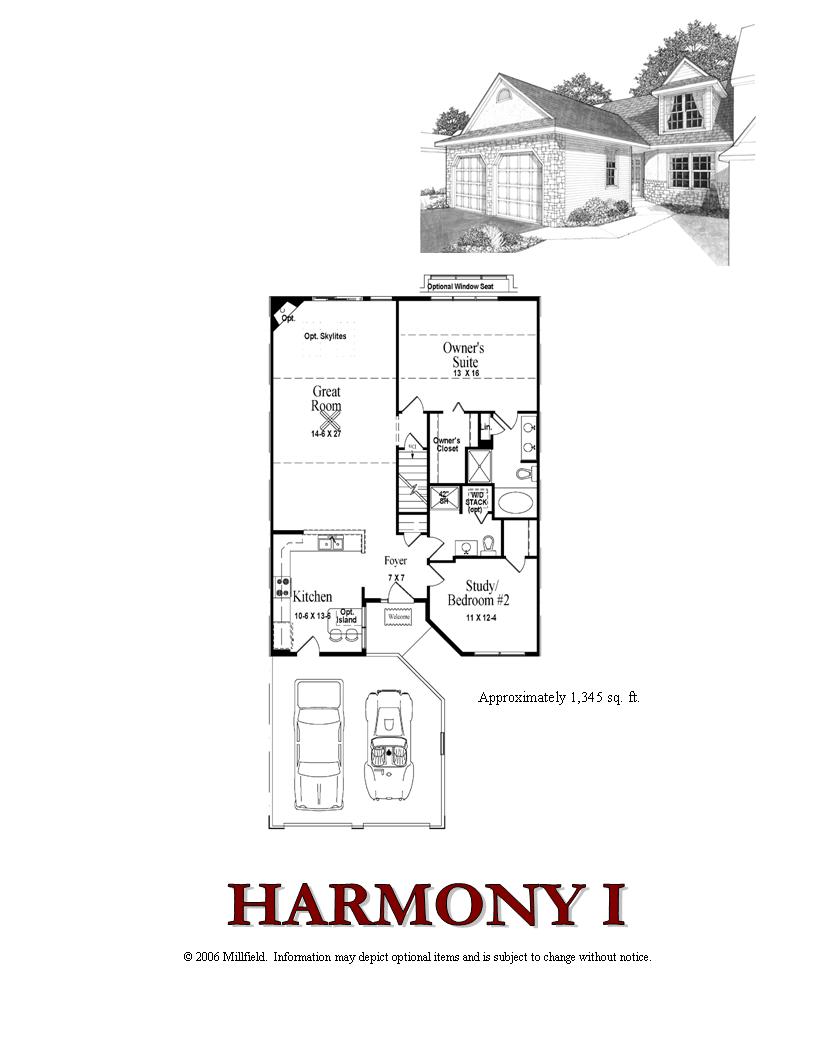 Optional Window Seat
Opt.
Opt. Skylites
Owner's
Suite
13 X 16
Great
Room
14-6 X 27
Lin.
Owner's
Closet
42"
SH
W/D
STACK
(opt)
Foyer
7 X 7
Kitchen
10-6 X 13-6
Opt.
Island
Welcome
Study/
Bedroom #2
11 X 12-4
Approximately 1,345 sq. ft.
HARMONY I
© 2006 Millfield. Information may depict optional items and is subject to change without notice.